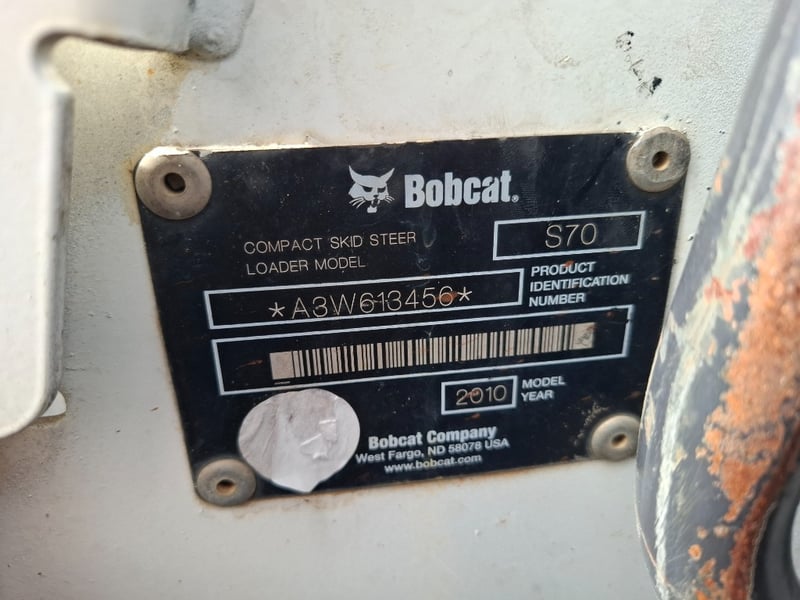 Bobcat®
COMPACT SKID STEER
LOADER MODEL
S70
*A3W613456*
PRODUCT
IDENTIFICATION
NUMBER
2010
MODEL
YEAR
Bobcat Company
West Fargo, ND 58078 USA
www.bobcat.com